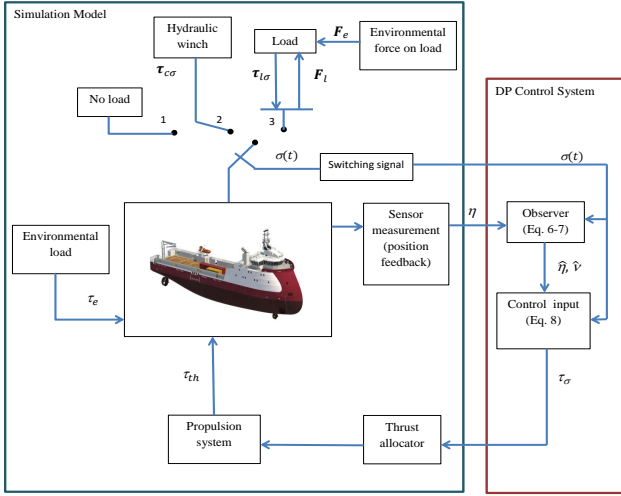 Simulation Model
Hydraulic
winch
Load
F_e
Environmental
force on load
τ_cσ
τ_lσ
F_l
DP Control System
No load
1
2
3
σ(t)
Switching signal
σ(t)
Environmental
load
Sensor
measurement
(position
feedback)
η
Observer
(Eq. 6-7)
η̂, ν̂
τ_e
Control input
(Eq. 8)
τ_th
τ_σ
Propulsion
system
Thrust
allocator